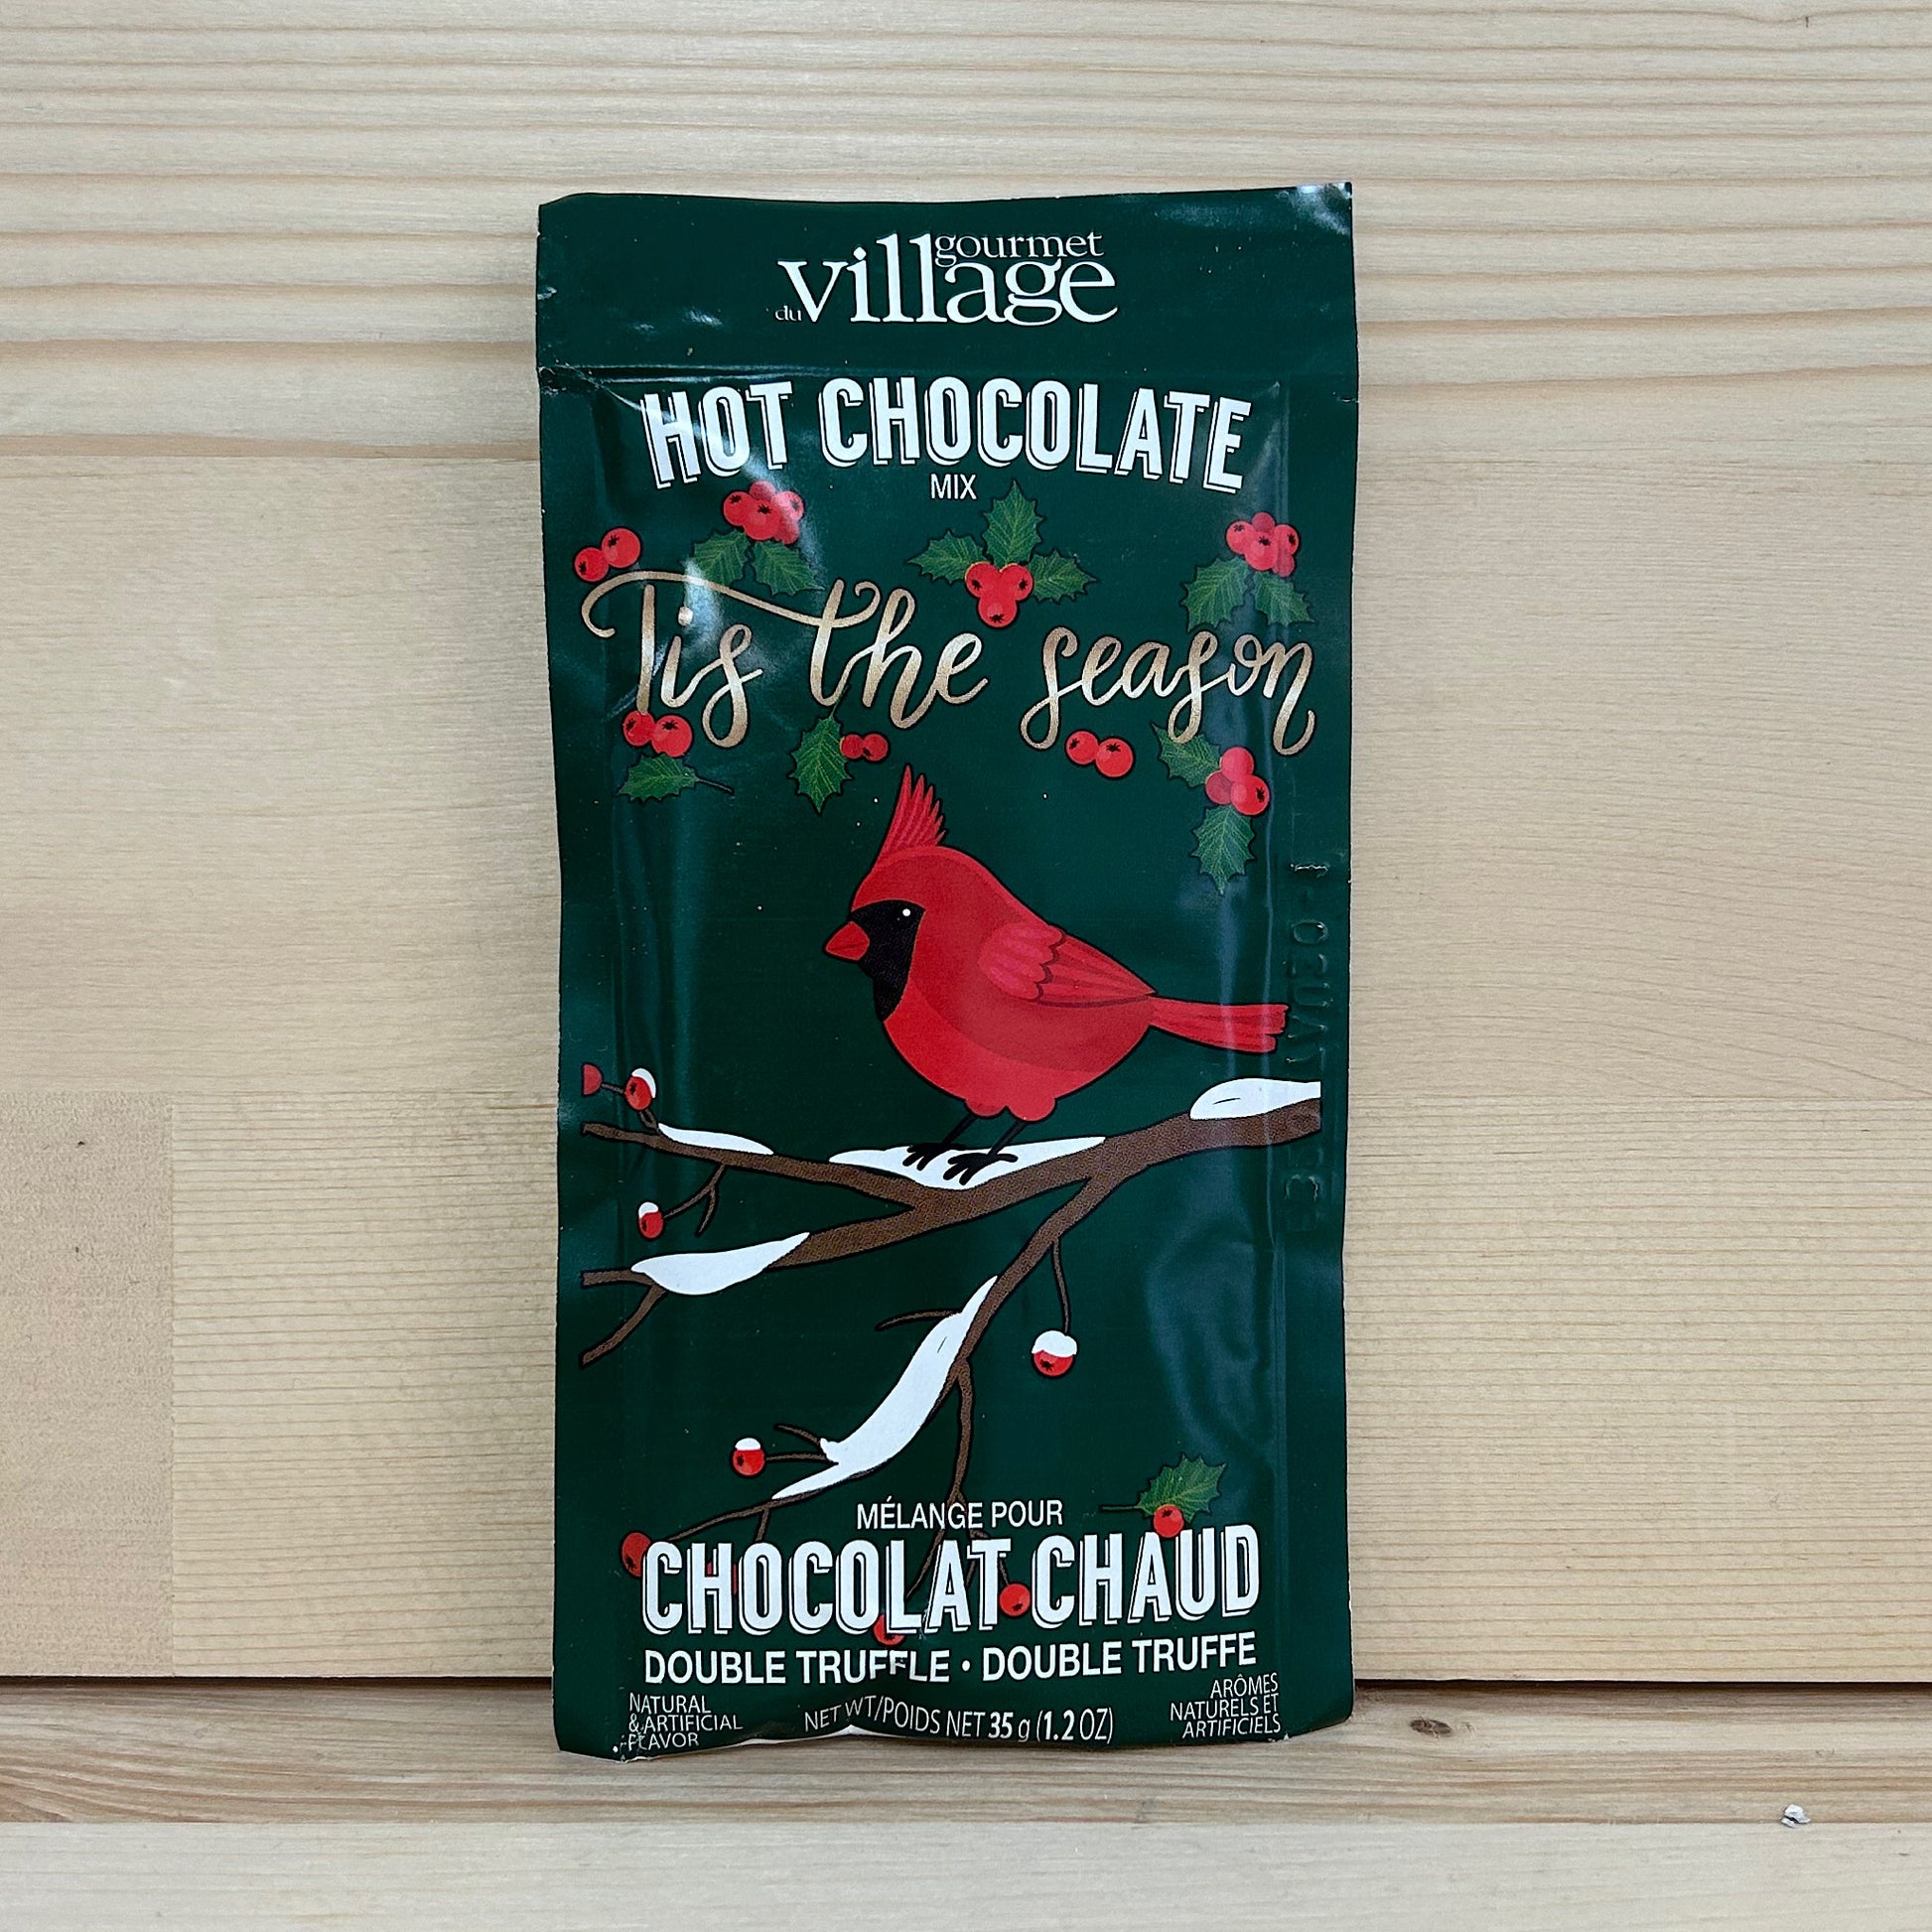 gourmet
du village
HOT CHOCOLATE
MIX
Tis the season
MÉLANGE POUR
CHOCOLAT CHAUD
DOUBLE TRUFFLE • DOUBLE TRUFFE
NATURAL
& ARTIFICIAL
FLAVOR
NET WT/POIDS NET 35 g (1.2 OZ)
ARÔMES
NATURELS ET
ARTIFICIELS